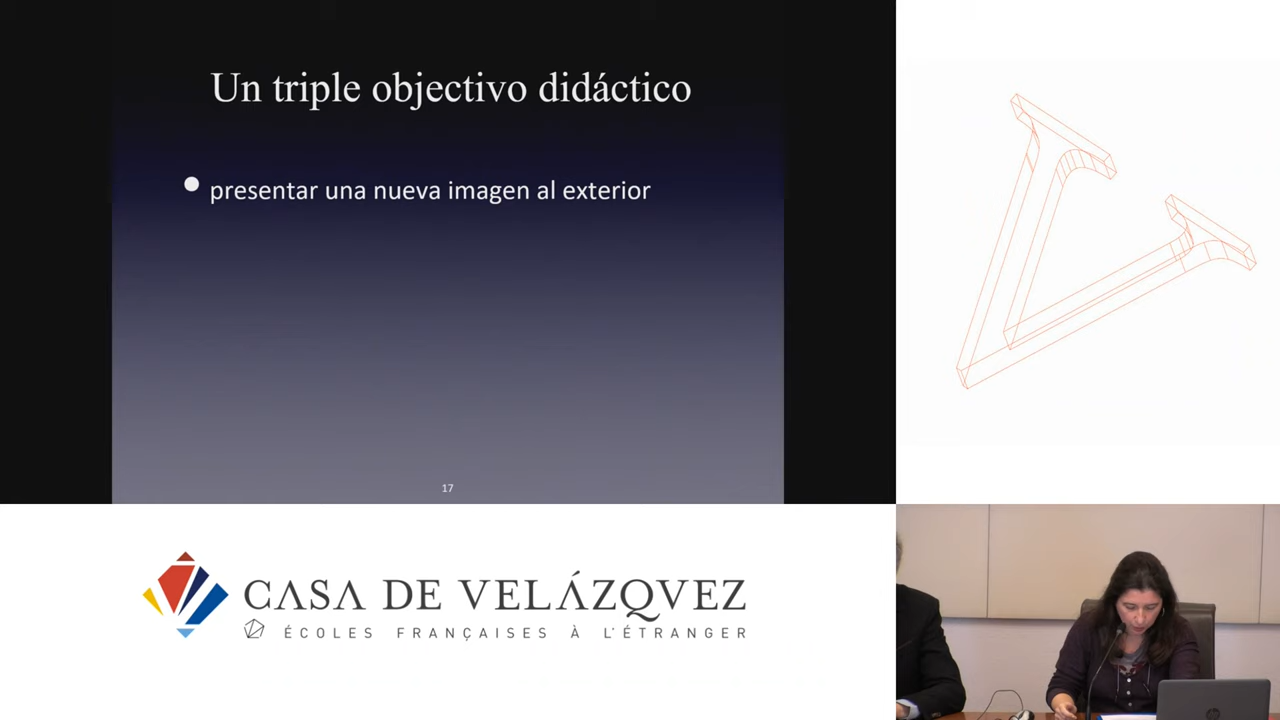 Un triple objectivo didáctico
• presentar una nueva imagen al exterior
17
CASA DE VELÁZQVEZ
ÉCOLES FRANÇAISES À L'ÉTRANGER